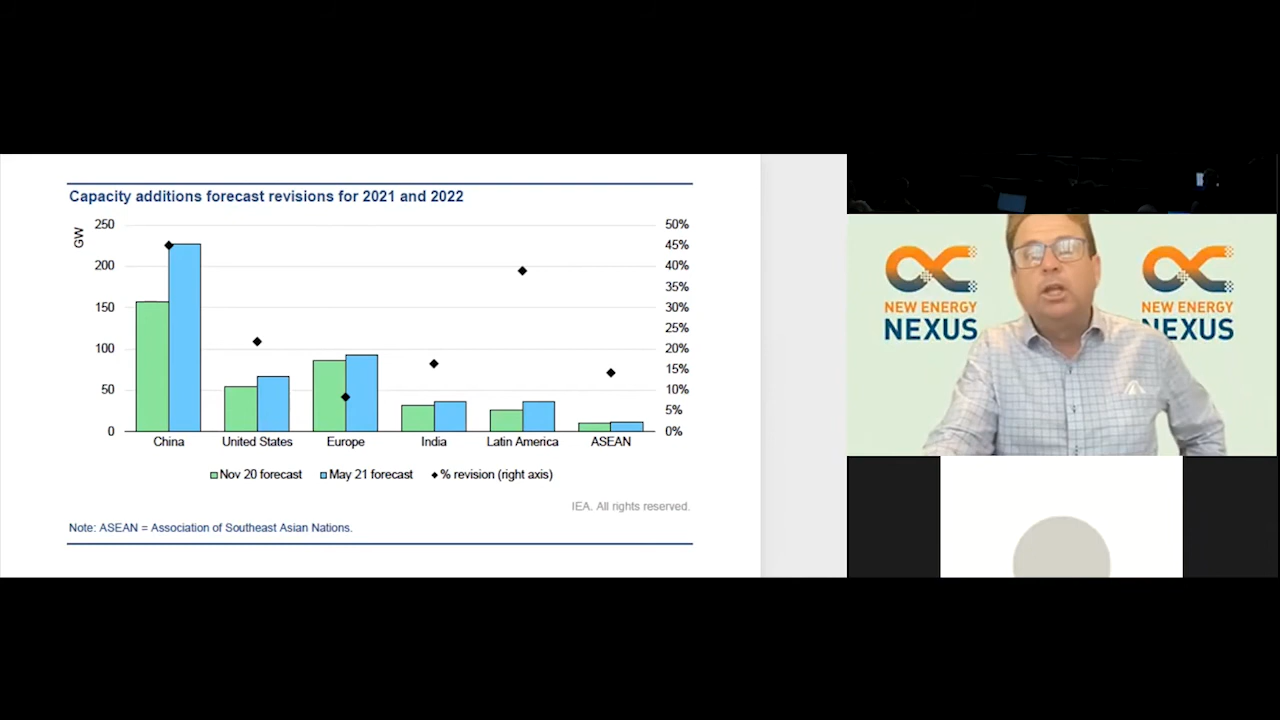 Capacity additions forecast revisions for 2021 and 2022
GW
250
200
150
100
50
0
50%
45%
40%
35%
30%
25%
20%
15%
10%
5%
0%
China United States Europe India Latin America ASEAN
Nov 20 forecast May 21 forecast % revision (right axis)
IEA. All rights reserved.
Note: ASEAN = Association of Southeast Asian Nations.
NEW ENERGY
NEXUS
NEW ENERGY
NEXUS